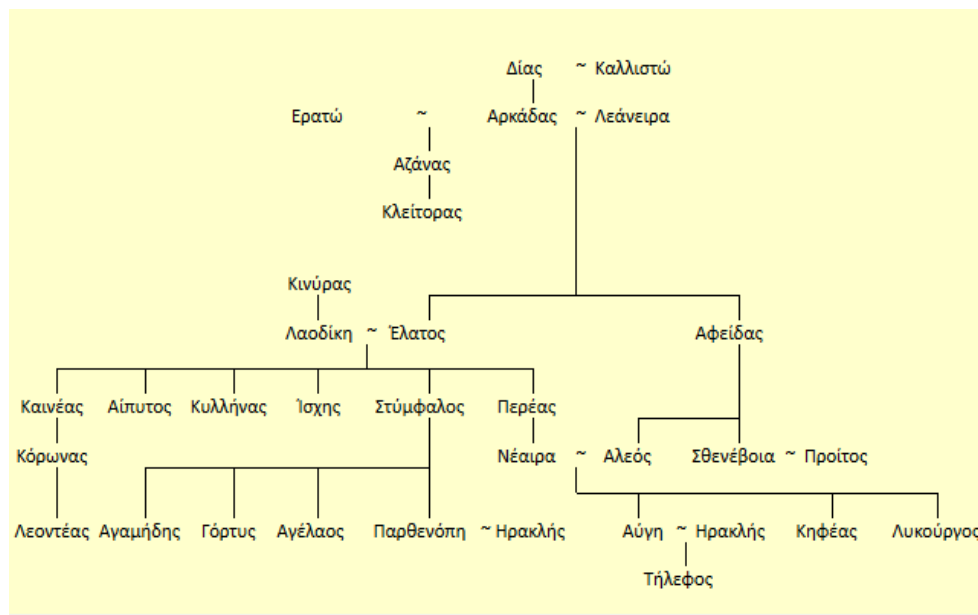 Δίας ~ Καλλιστώ
Ερατώ ~ Αρκάδας ~ Λεάνειρα
Αζάνας
Κλείτορας
Κινύρας
Λαοδίκη ~ Έλατος Αφείδας
Καινέας Αίπυτος Κυλλήνας Ίσχης Στύμφαλος Περέας
Κόρωνας Νέαιρα ~ Αλεός Σθενέβοια ~ Προίτος
Λεοντέας Αγαμήδης Γόρτυς Αγέλαος Παρθενόπη ~ Ηρακλής Αύγη ~ Ηρακλής Κηφέας Λυκούργος
Τήλεφος